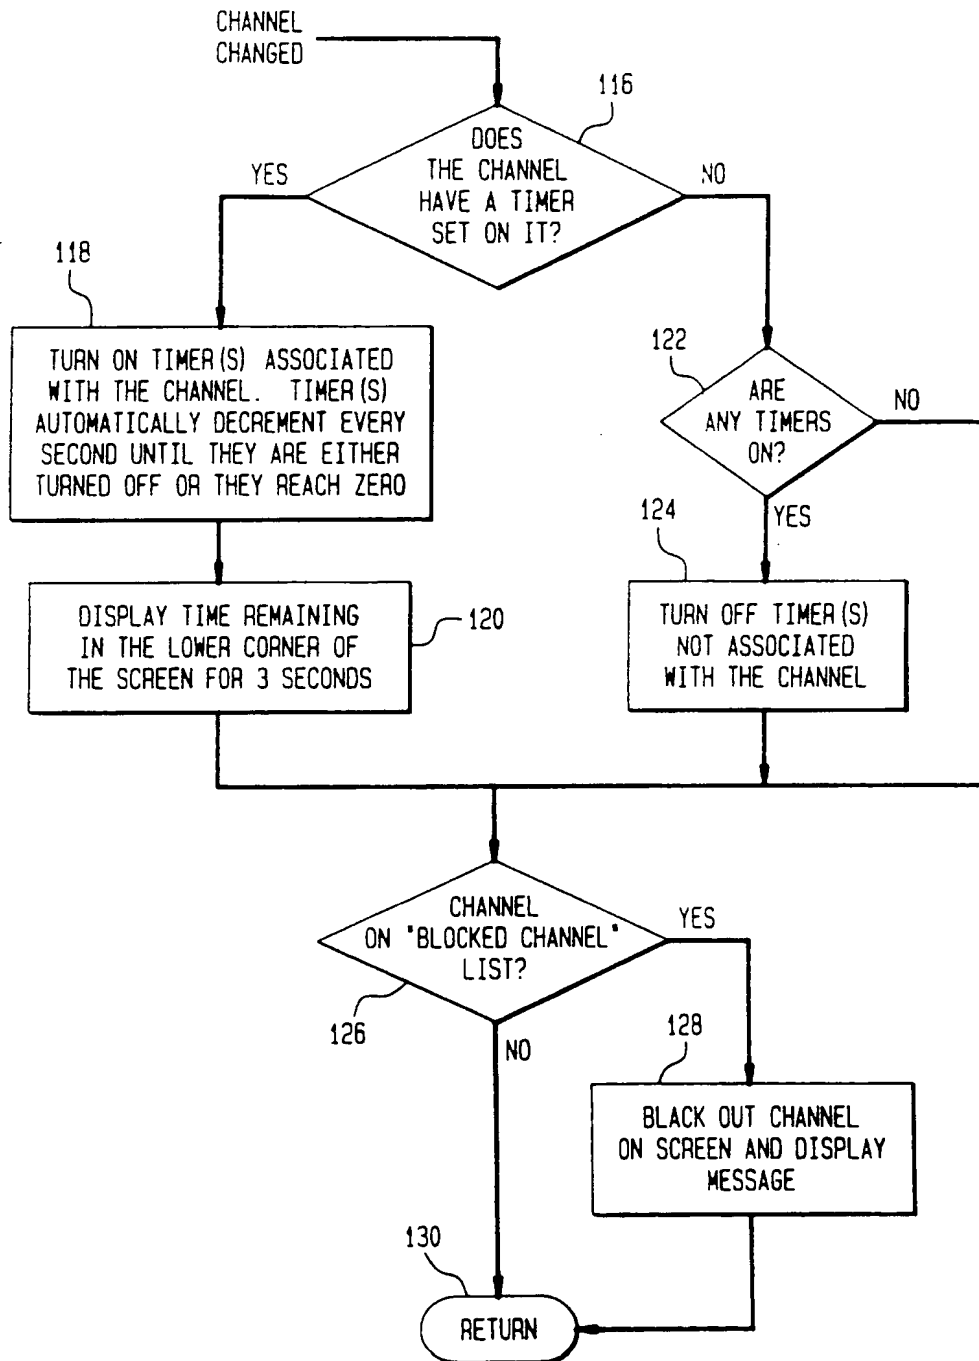 CHANNEL
CHANGED
116
DOES
THE CHANNEL
HAVE A TIMER
SET ON IT?
YES
NO
118
TURN ON TIMER(S) ASSOCIATED
WITH THE CHANNEL. TIMER(S)
AUTOMATICALLY DECREMENT EVERY
SECOND UNTIL THEY ARE EITHER
TURNED OFF OR THEY REACH ZERO
122
ARE
ANY TIMERS
ON?
NO
YES
120
DISPLAY TIME REMAINING
IN THE LOWER CORNER OF
THE SCREEN FOR 3 SECONDS
124
TURN OFF TIMER(S)
NOT ASSOCIATED
WITH THE CHANNEL
CHANNEL
ON "BLOCKED CHANNEL"
LIST?
YES
126
NO
128
BLACK OUT CHANNEL
ON SCREEN AND DISPLAY
MESSAGE
130
RETURN